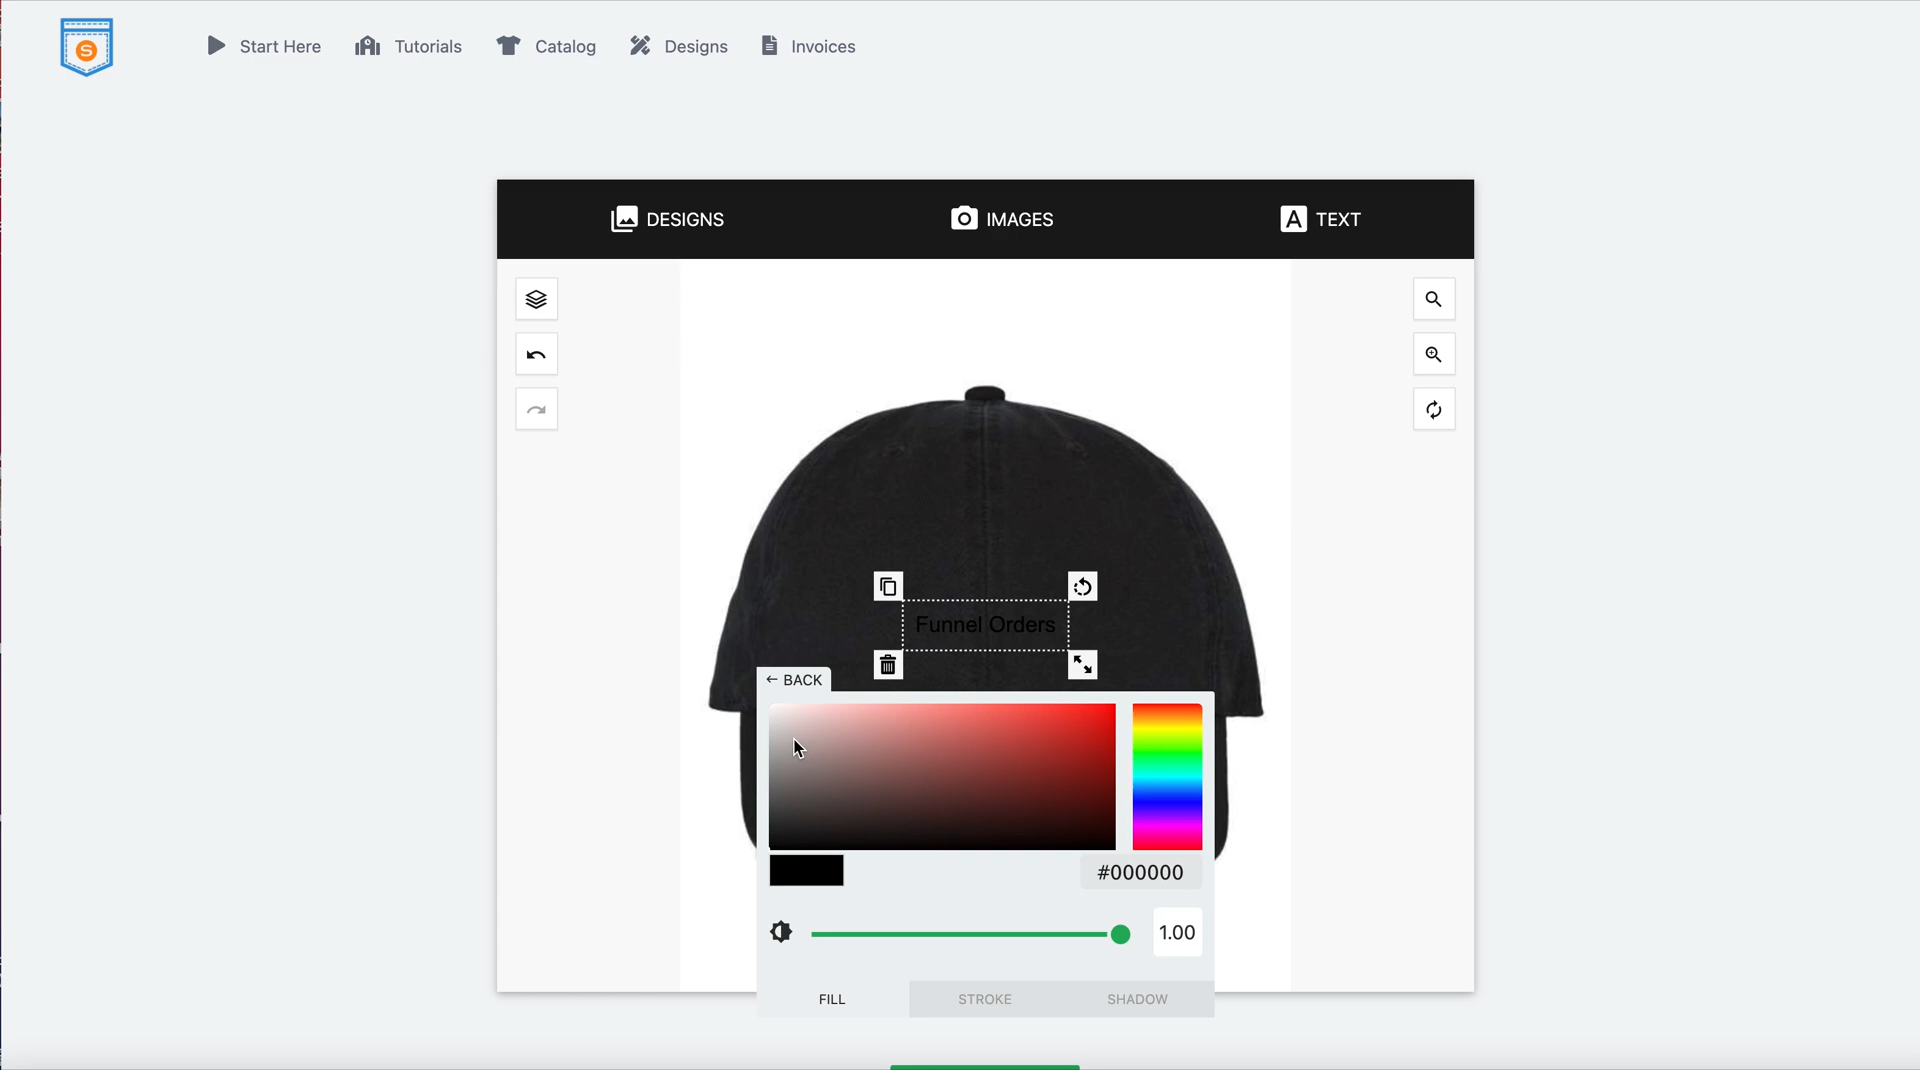 S
Start Here
Tutorials
Catalog
Designs
Invoices
DESIGNS
IMAGES
A TEXT
Funnel Orders
← BACK
#000000
1.00
FILL
STROKE
SHADOW